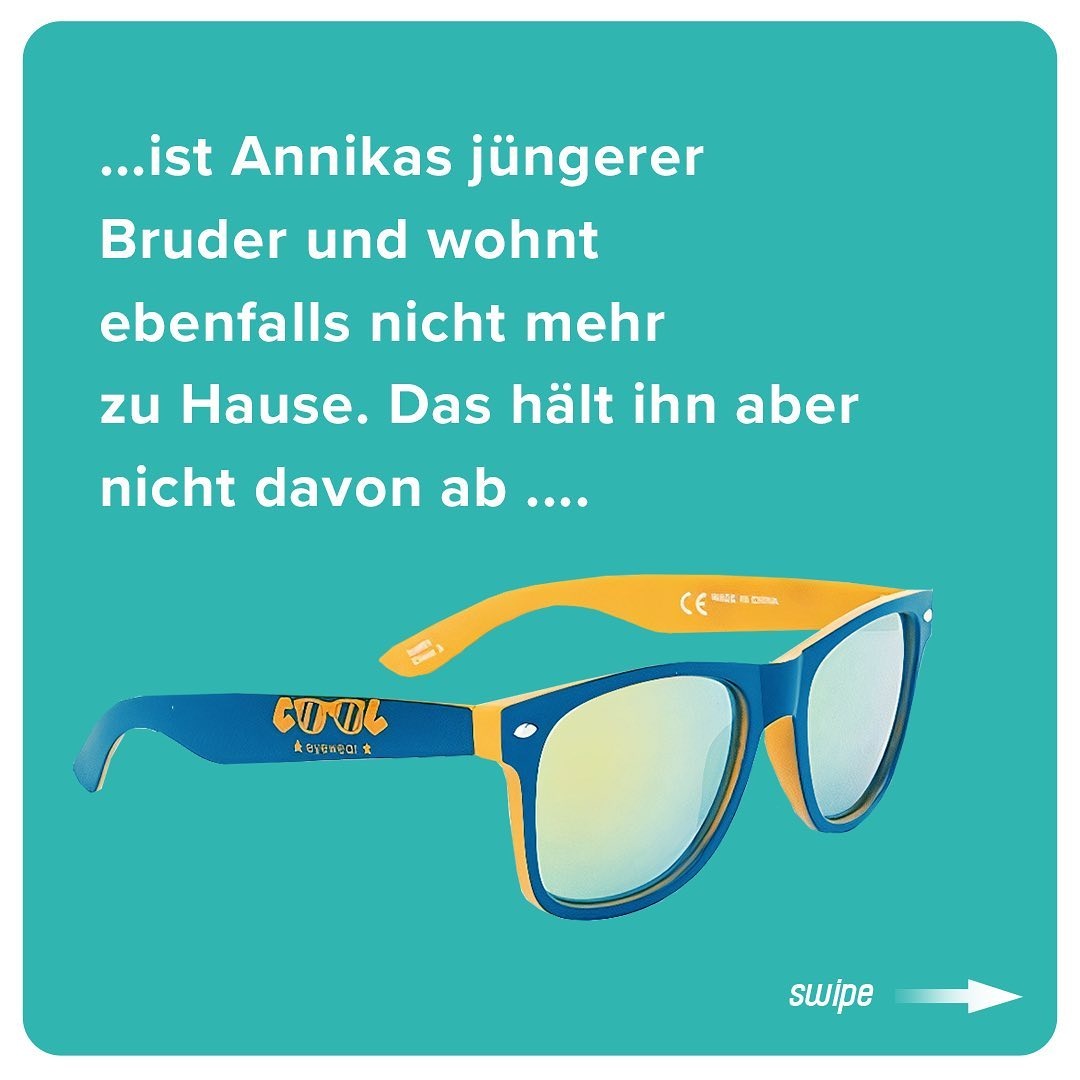 ...ist Annikas jüngerer
Bruder und wohnt
ebenfalls nicht mehr
zu Hause. Das hält ihn aber
nicht davon ab ....
CE
COOL
eyewear
swipe